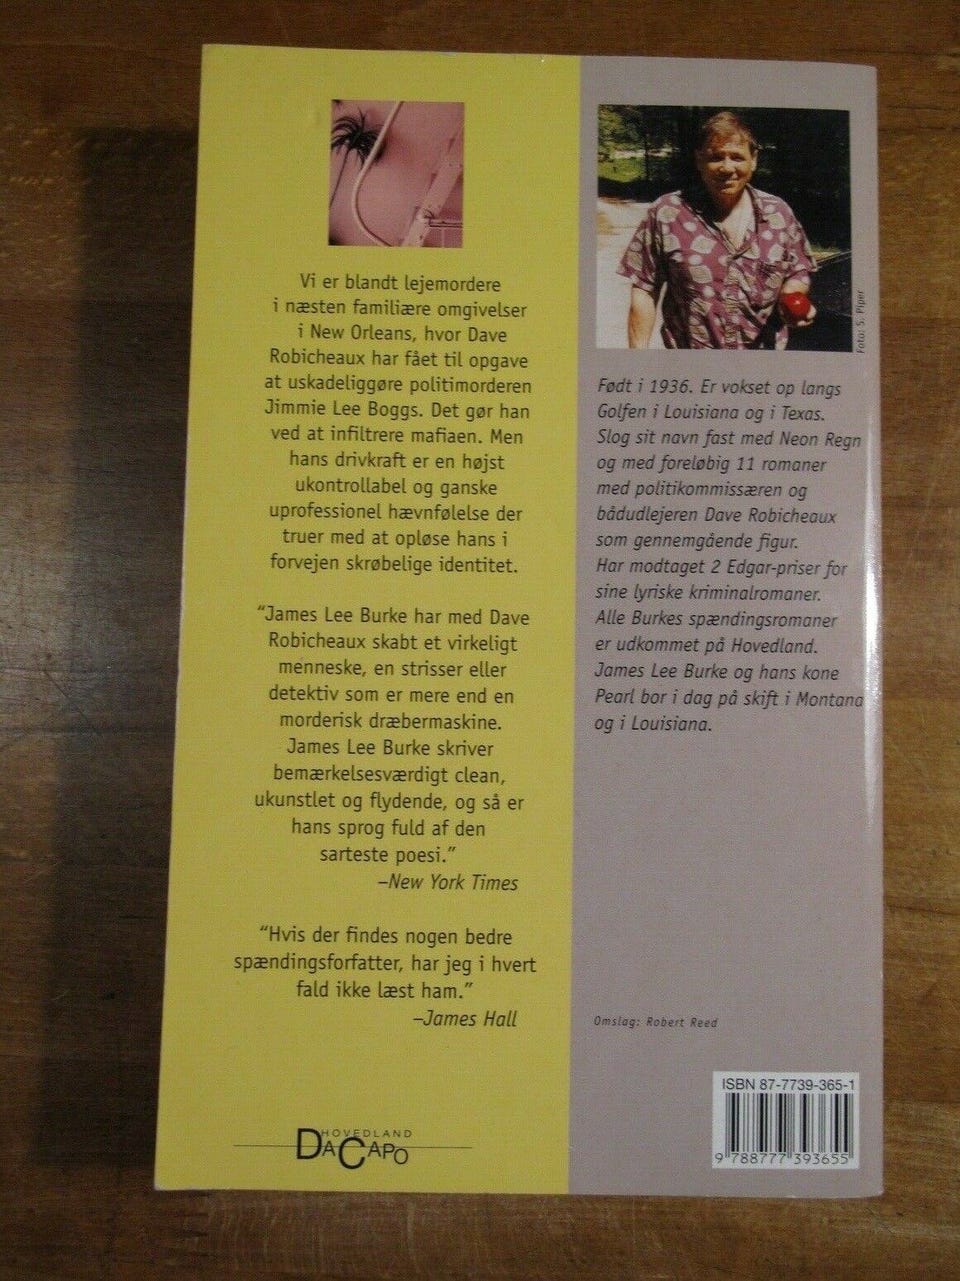 Vi er blandt lejemordere
i næsten familiære omgivelser
i New Orleans, hvor Dave
Robicheaux har fået til opgave
at uskadeliggøre politimorderen
Jimmie Lee Boggs. Det gør han
ved at infiltrere mafiaen. Men
hans drivkraft er en højst
ukontrollabel og ganske
uprofessionel hævnfølelse der
truer med at opløse hans i
forvejen skrøbelige identitet.
“James Lee Burke har med Dave
Robicheaux skabt et virkeligt
menneske, en strisser eller
detektiv som er mere end en
morderisk dræbermaskine.
James Lee Burke skriver
bemærkelsesværdigt clean,
ukunstlet og flydende, og så er
hans sprog fuld af den
sarteste poesi.”
–New York Times
“Hvis der findes nogen bedre
spændingsforfatter, har jeg i hvert
fald ikke læst ham.”
–James Hall
HOVEDLAND
DACAPO
Foto: S. Piper
Født i 1936. Er vokset op langs
Golfen i Louisiana og i Texas.
Slog sit navn fast med Neon Regn
og med foreløbig 11 romaner
med politikommissæren og
bådudlejeren Dave Robicheaux
som gennemgående figur.
Har modtaget 2 Edgar-priser for
sine lyriske kriminalromaner.
Alle Burkes spændingsromaner
er udkommet på Hovedland.
James Lee Burke og hans kone
Pearl bor i dag på skift i Montana
og i Louisiana.
Omslag: Robert Reed
ISBN 87-7739-365-1
9 788777 393655